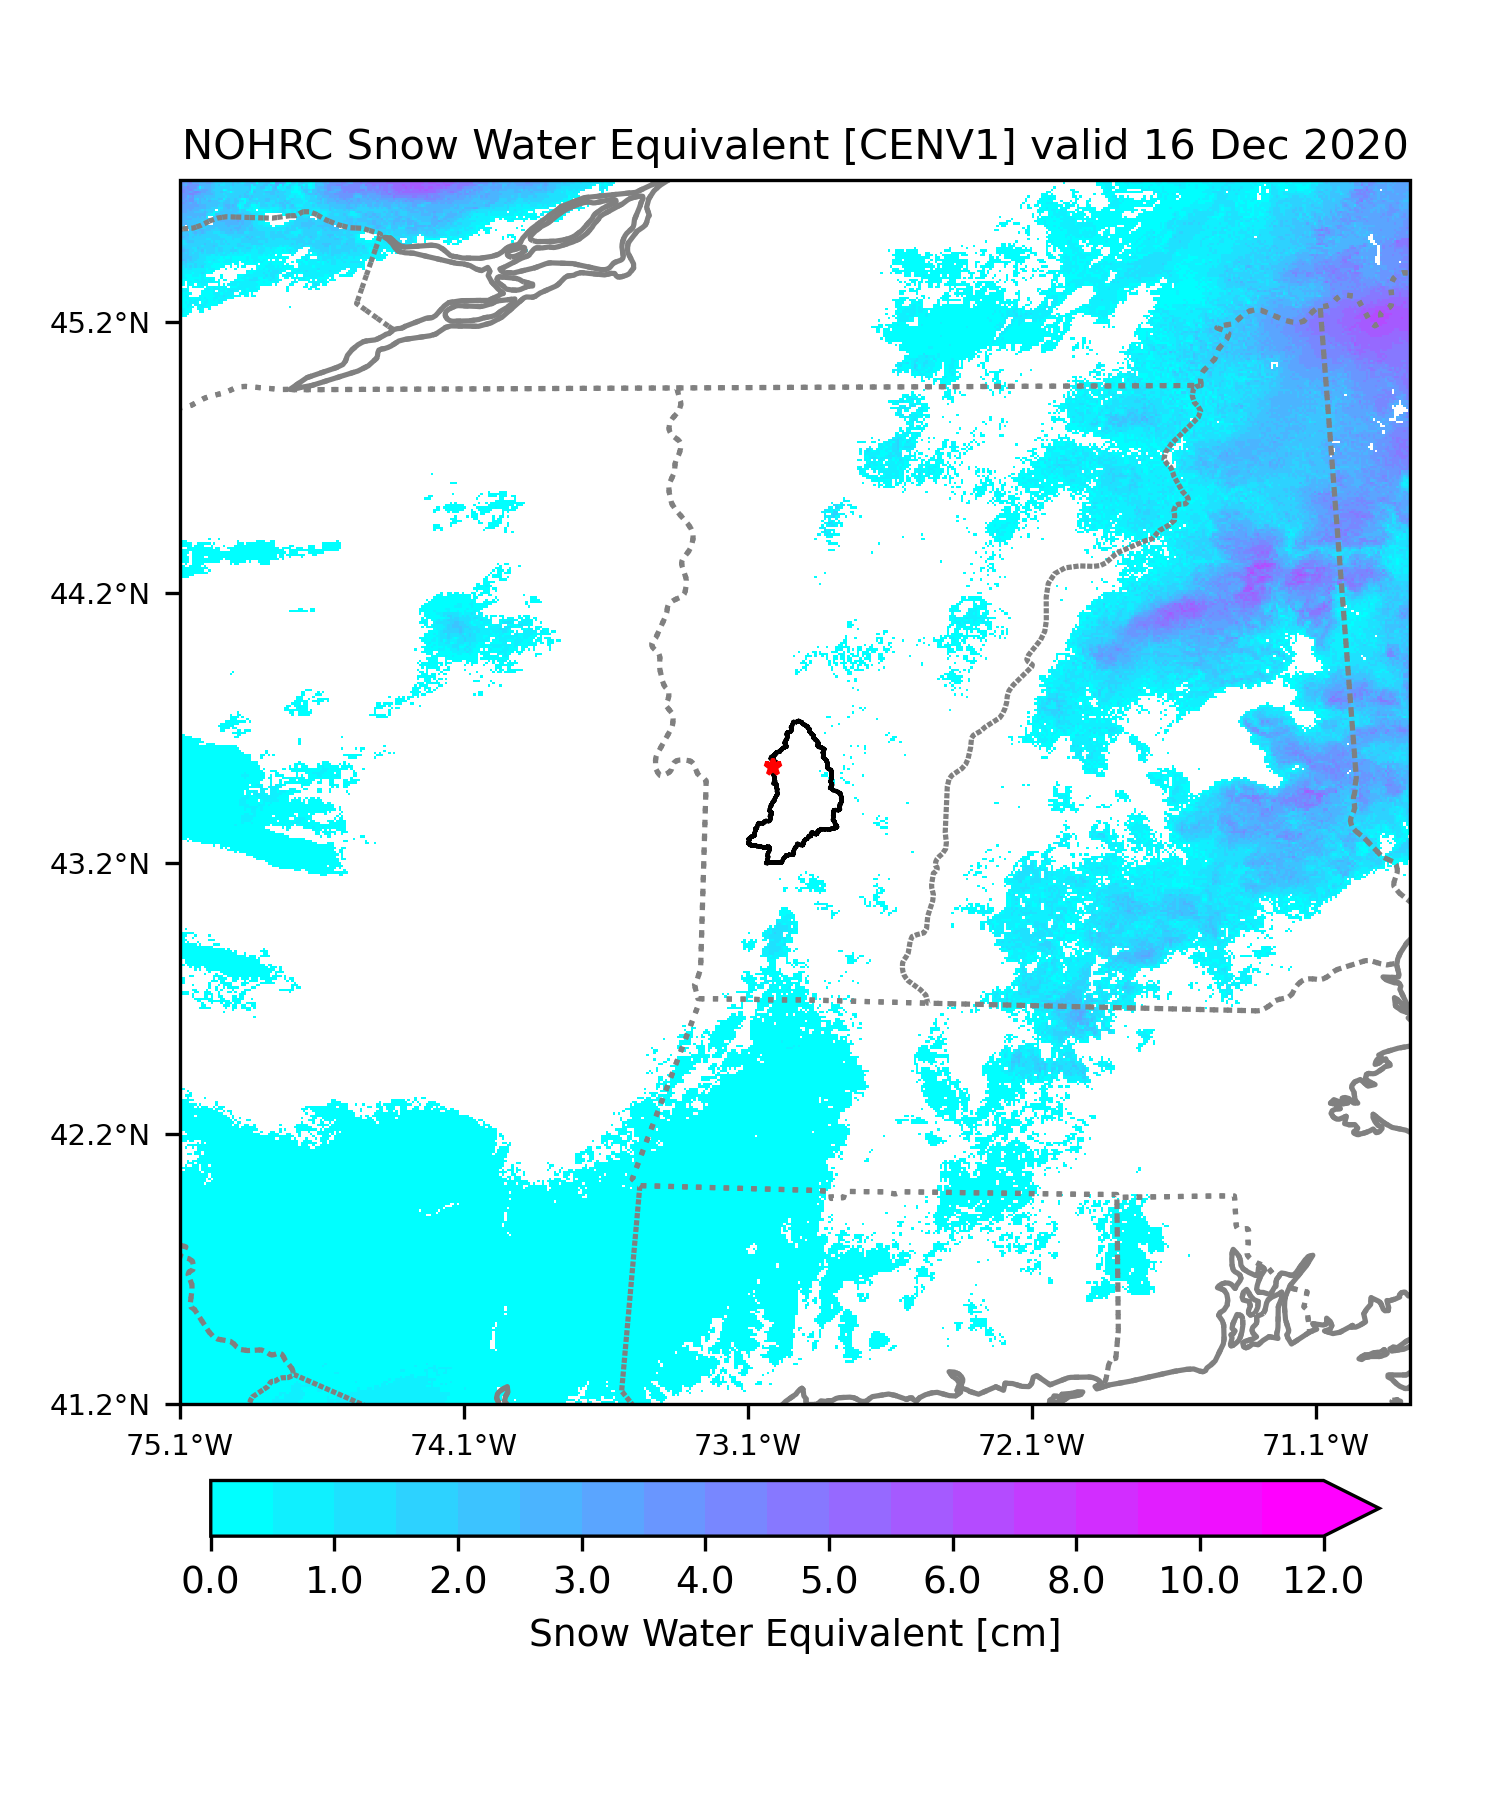 NOHRC Snow Water Equivalent [CENV1] valid 16 Dec 2020
45.2°N
44.2°N
43.2°N
42.2°N
41.2°N
75.1°W 74.1°W 73.1°W 72.1°W 71.1°W
0.0 1.0 2.0 3.0 4.0 5.0 6.0 8.0 10.0 12.0
Snow Water Equivalent [cm]